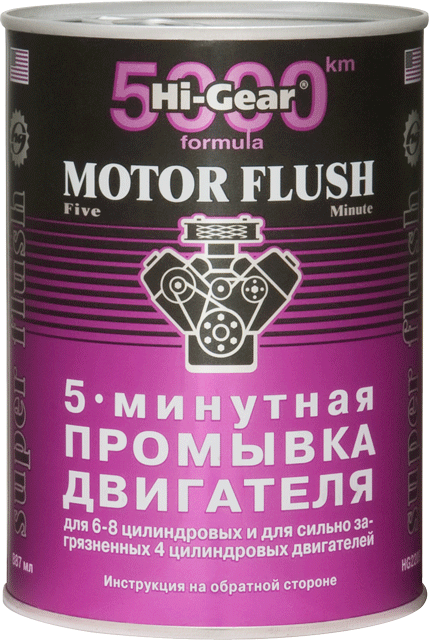 5000 km
Hi-Gear®
formula
MOTOR FLUSH
Five Minute
5-минутная
ПРОМЫВКА
ДВИГАТЕЛЯ
для 6-8 цилиндровых и для сильно за-
грязненных 4 цилиндровых двигателей
887 мл
Инструкция на обратной стороне
super flush
super flush